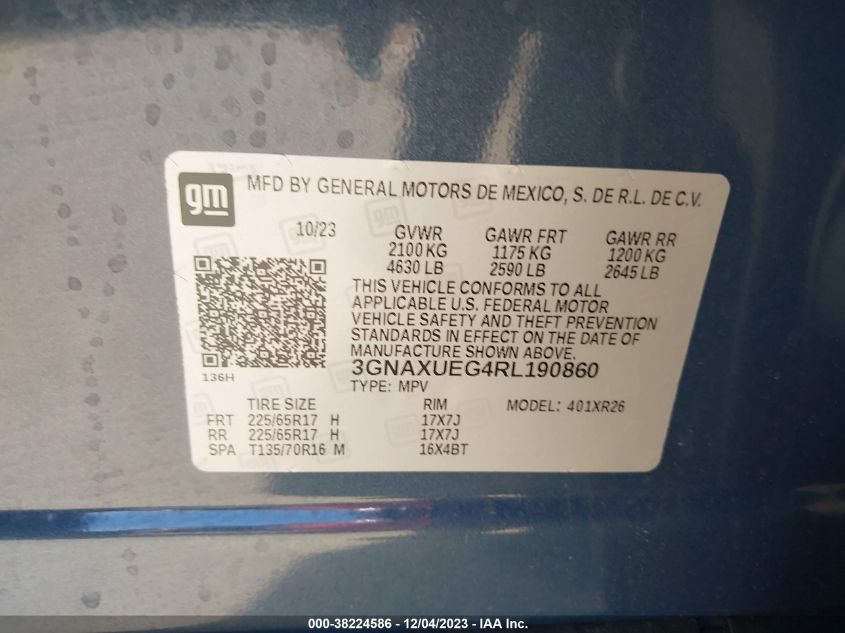 gm
MFD BY GENERAL MOTORS DE MEXICO, S. DE R.L. DE C.V.
10/23 GVWR GAWR FRT GAWR RR
2100 KG 1175 KG 1200 KG
4630 LB 2590 LB 2645 LB
THIS VEHICLE CONFORMS TO ALL
APPLICABLE U.S. FEDERAL MOTOR
VEHICLE SAFETY AND THEFT PREVENTION
STANDARDS IN EFFECT ON THE DATE OF
MANUFACTURE SHOWN ABOVE.
136H
3GNAXUEG4RL190860
TYPE: MPV
TIRE SIZE RIM MODEL: 401XR26
FRT 225/65R17 H 17X7J
RR 225/65R17 H 17X7J
SPA T135/70R16 M 16X4BT
000-38224586 - 12/04/2023 - IAA Inc.